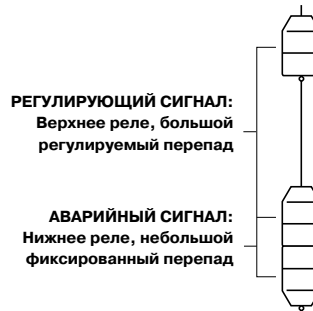 РЕГУЛИРУЮЩИЙ СИГНАЛ:
Верхнее реле, большой
регулируемый перепад
АВАРИЙНЫЙ СИГНАЛ:
Нижнее реле, небольшой
фиксированный перепад